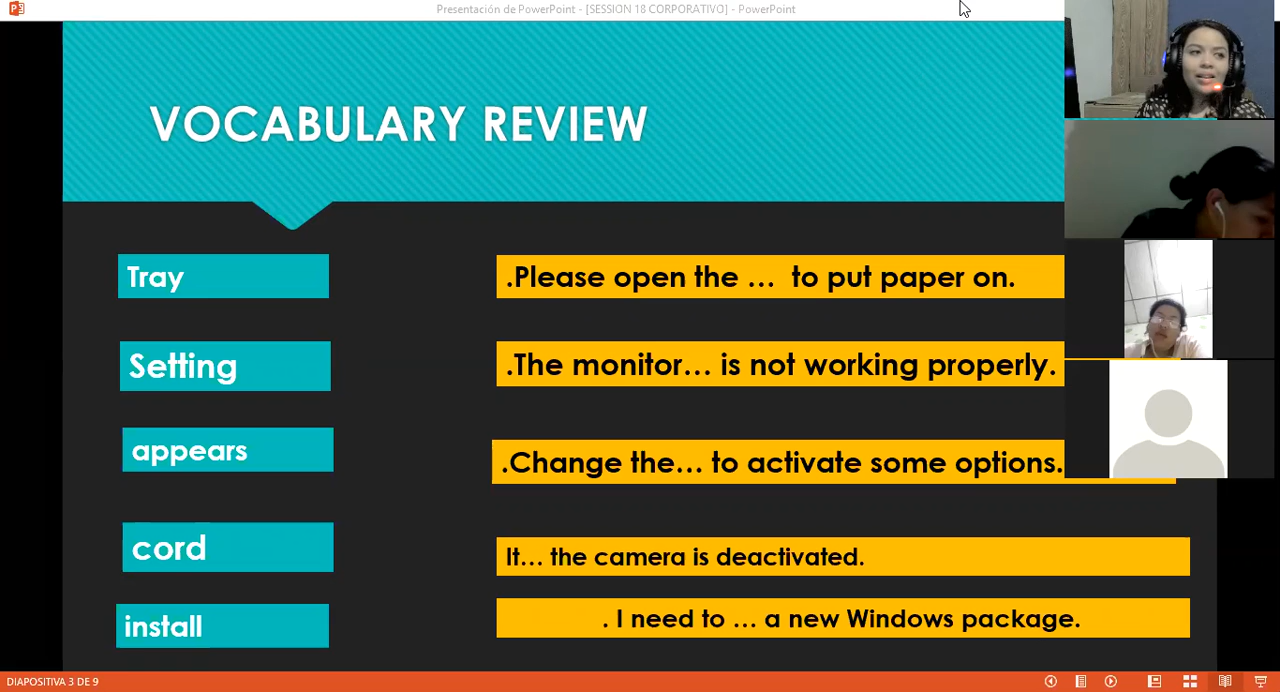 Presentación de PowerPoint - [SESSION 18 CORPORATIVO] - PowerPoint
VOCABULARY REVIEW
Tray
.Please open the ... to put paper on.
Setting
.The monitor... is not working properly.
appears
.Change the... to activate some options.
cord
It... the camera is deactivated.
install
. I need to ... a new Windows package.
DIAPOSITIVA 3 DE 9